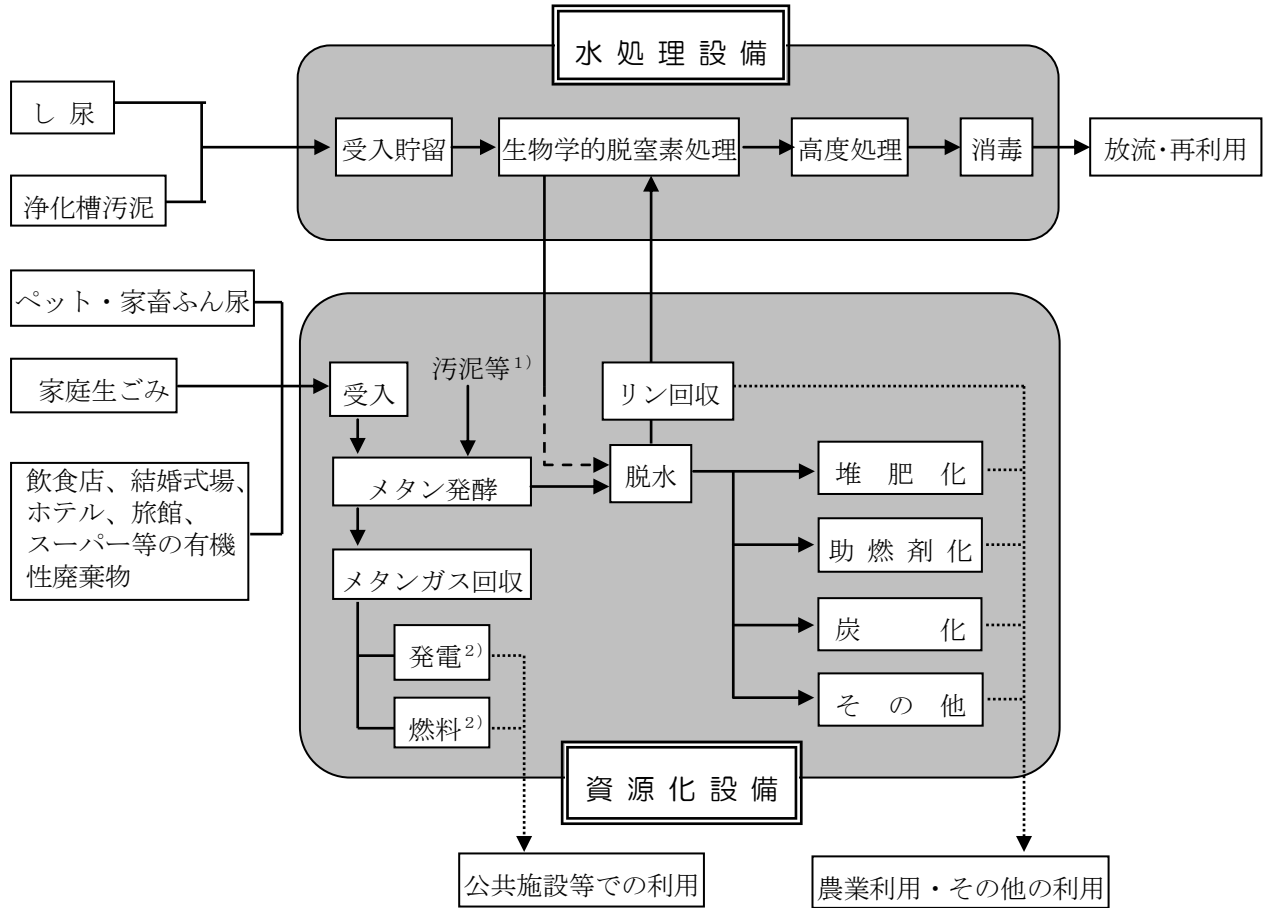 水処理設備
し尿
浄化槽汚泥
受入貯留
生物学的脱窒素処理
高度処理
消毒
放流・再利用
ペット・家畜ふん尿
家庭生ごみ
飲食店、結婚式場、
ホテル、旅館、
スーパー等の有機
性廃棄物
受入
汚泥等1)
リン回収
メタン発酵
脱水
メタンガス回収
発電2)
燃料2)
堆肥化
助燃剤化
炭化
その他
資源化設備
公共施設等での利用
農業利用・その他の利用